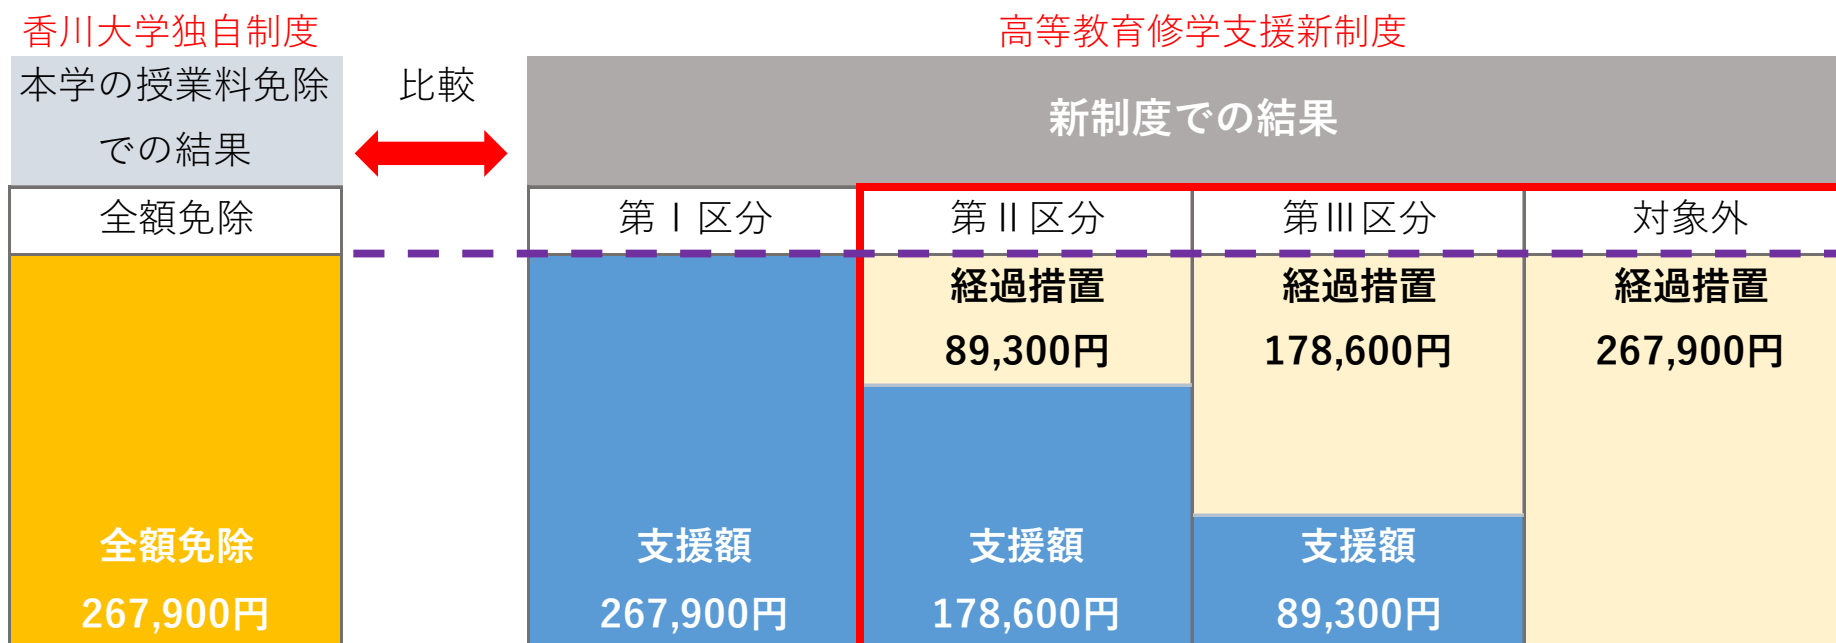 香川大学独自制度
高等教育修学支援新制度
本学の授業料免除
での結果
比較
新制度での結果
全額免除
第Ⅰ区分
第Ⅱ区分
第Ⅲ区分
対象外
経過措置
89,300円
経過措置
178,600円
経過措置
267,900円
全額免除
267,900円
支援額
267,900円
支援額
178,600円
支援額
89,300円